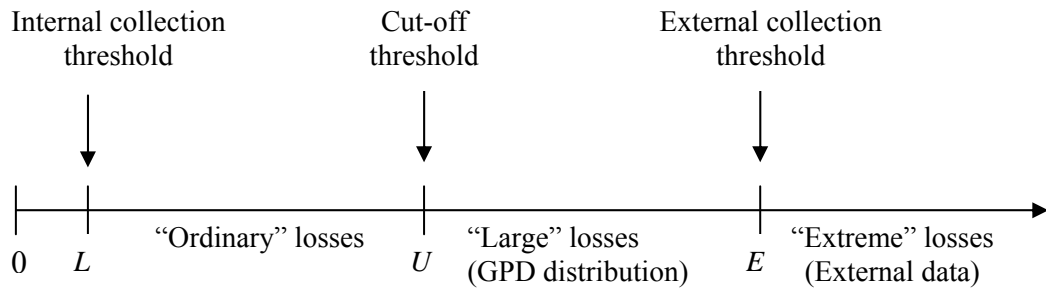 Internal collection
threshold
Cut-off
threshold
External collection
threshold
0
L
“Ordinary” losses
U
“Large” losses
(GPD distribution)
E
“Extreme” losses
(External data)